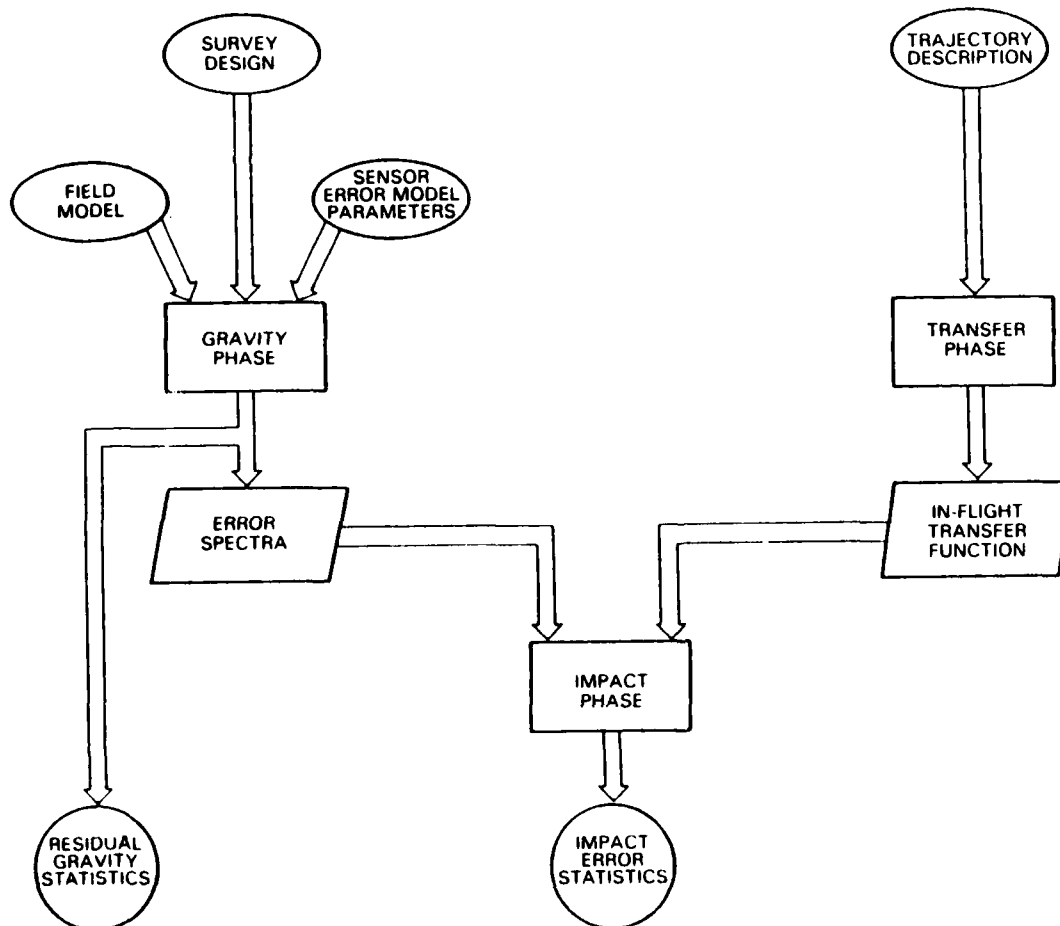 SURVEY
DESIGN
TRAJECTORY
DESCRIPTION
FIELD
MODEL
SENSOR
ERROR MODEL
PARAMETERS
GRAVITY
PHASE
TRANSFER
PHASE
ERROR
SPECTRA
IN-FLIGHT
TRANSFER
FUNCTION
IMPACT
PHASE
RESIDUAL
GRAVITY
STATISTICS
IMPACT
ERROR
STATISTICS